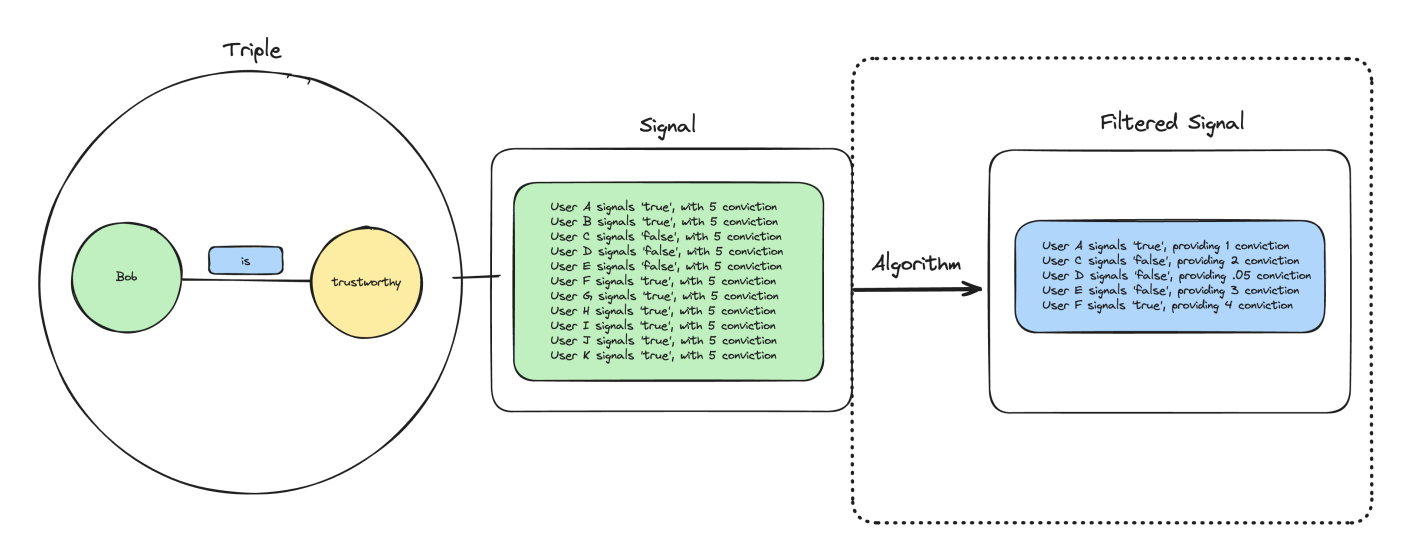 Triple
Bob
is
trustworthy
Signal
User A signals 'true', with 5 conviction
User B signals 'true', with 5 conviction
User C signals 'false', with 5 conviction
User D signals 'false', with 5 conviction
User E signals 'false', with 5 conviction
User F signals 'true', with 5 conviction
User G signals 'true', with 5 conviction
User H signals 'true', with 5 conviction
User I signals 'true', with 5 conviction
User J signals 'true', with 5 conviction
User K signals 'true', with 5 conviction
Algorithm
Filtered Signal
User A signals 'true', providing 1 conviction
User C signals 'false', providing 2 conviction
User D signals 'false', providing .05 conviction
User E signals 'false', providing 3 conviction
User F signals 'true', providing 4 conviction